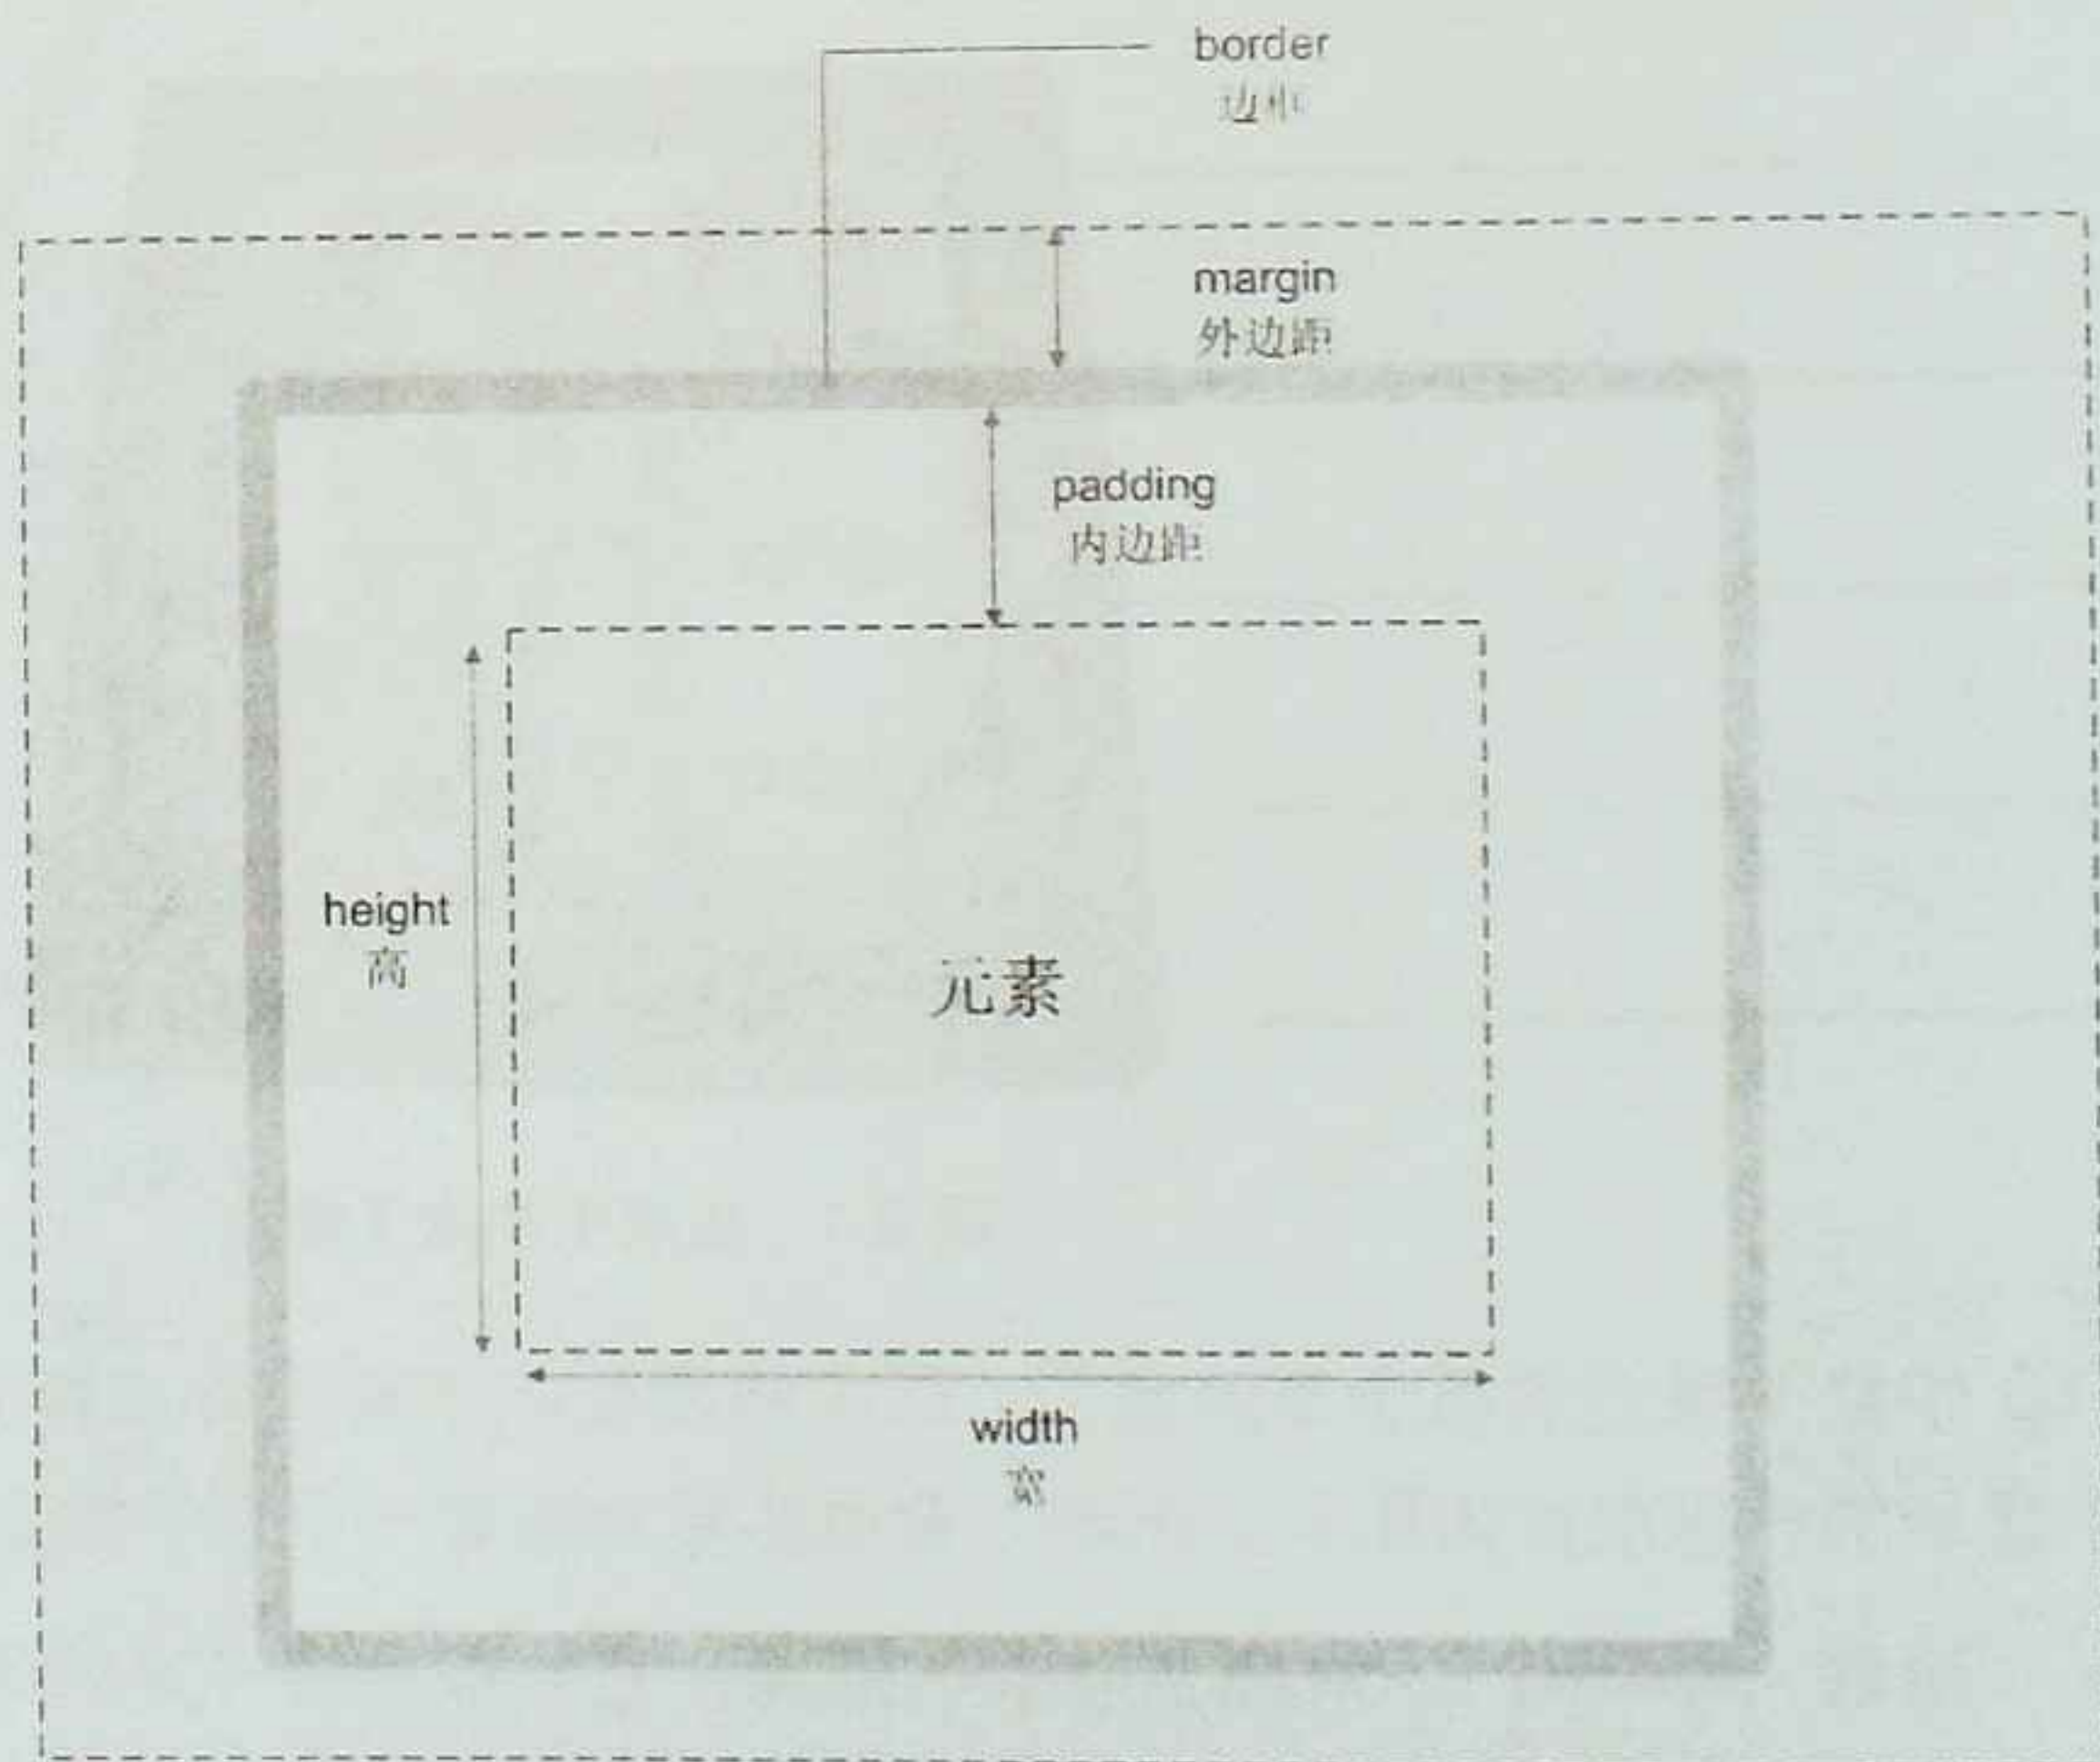 border
边框
margin
外边距
padding
内边距
height
高
元素
width
宽